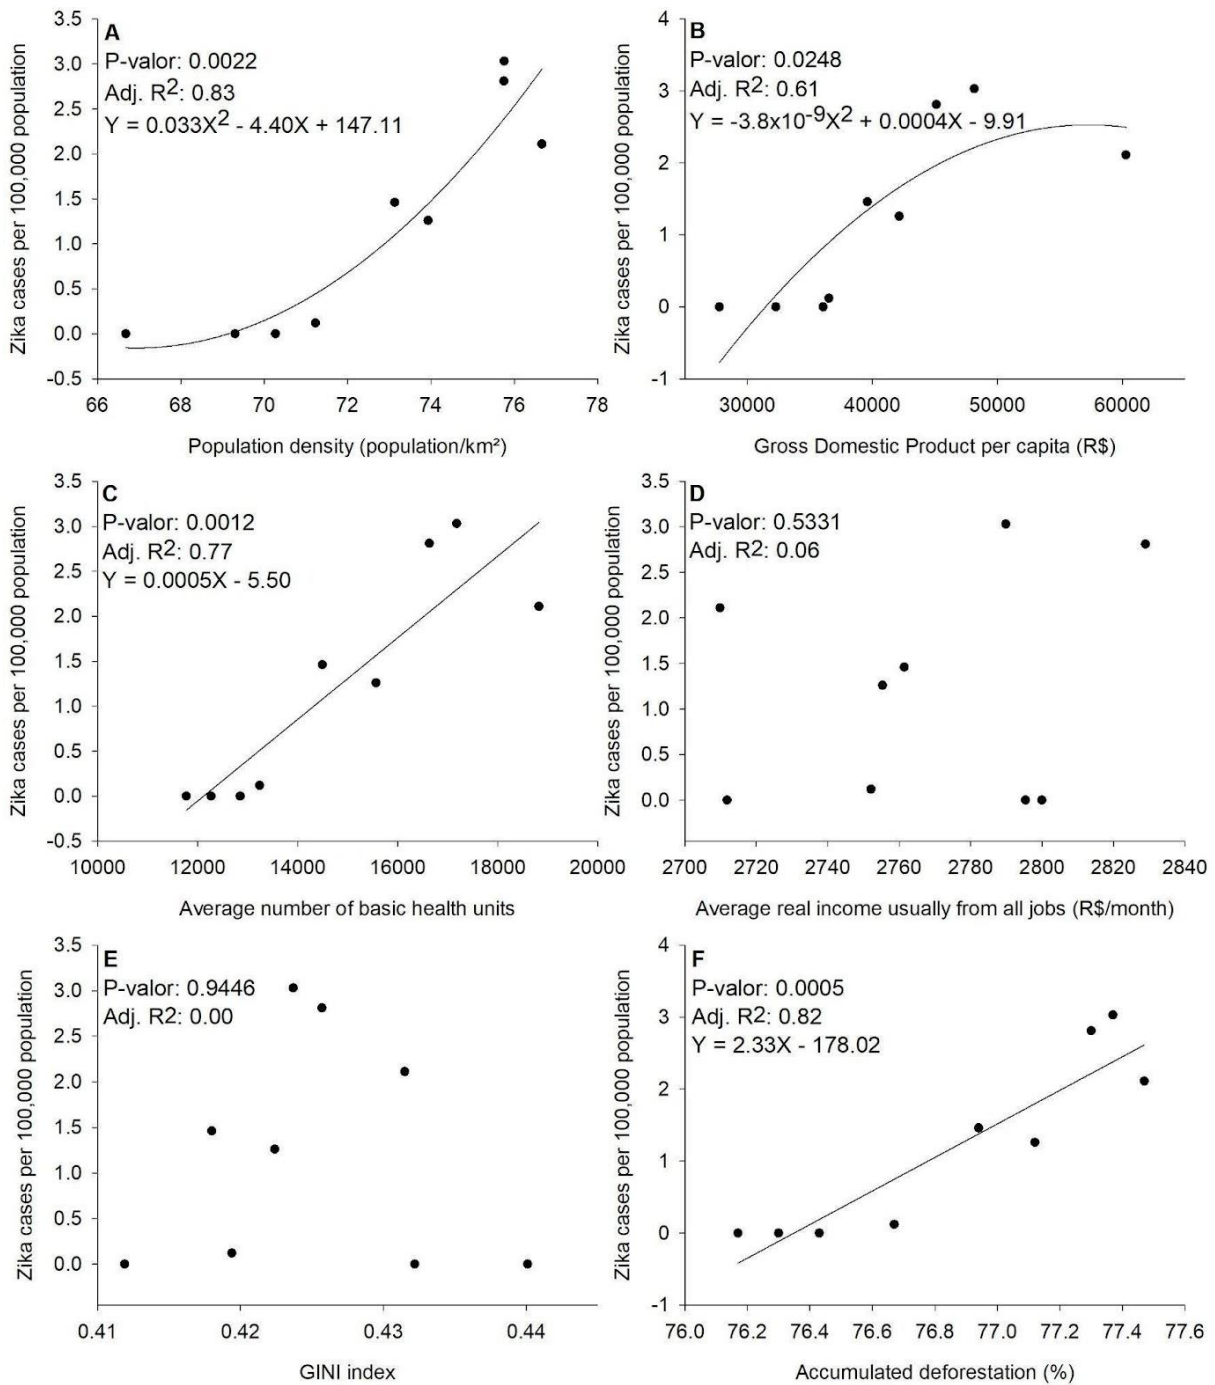 A
P-valor: 0.0022
Adj. R2: 0.83
Y = 0.033X2 - 4.40X + 147.11
Zika cases per 100,000 population
3.5
3.0
2.5
2.0
1.5
1.0
0.5
0.0
-0.5
66 68 70 72 74 76 78
Population density (population/km²)
B
P-valor: 0.0248
Adj. R2: 0.61
Y = -3.8x10-9X2 + 0.0004X - 9.91
Zika cases per 100,000 population
4
3
2
1
0
-1
30000 40000 50000 60000
Gross Domestic Product per capita (R$)
C
P-valor: 0.0012
Adj. R2: 0.77
Y = 0.0005X - 5.50
Zika cases per 100,000 population
3.5
3.0
2.5
2.0
1.5
1.0
0.5
0.0
-0.5
10000 12000 14000 16000 18000 20000
Average number of basic health units
D
P-valor: 0.5331
Adj. R2: 0.06
Zika cases per 100,000 population
3.5
3.0
2.5
2.0
1.5
1.0
0.5
0.0
2700 2720 2740 2760 2780 2800 2820 2840
Average real income usually from all jobs (R$/month)
E
P-valor: 0.9446
Adj. R2: 0.00
Zika cases per 100,000 population
3.5
3.0
2.5
2.0
1.5
1.0
0.5
0.0
0.41 0.42 0.43 0.44
GINI index
F
P-valor: 0.0005
Adj. R2: 0.82
Y = 2.33X - 178.02
Zika cases per 100,000 population
4
3
2
1
0
-1
76.0 76.2 76.4 76.6 76.8 77.0 77.2 77.4 77.6
Accumulated deforestation (%)